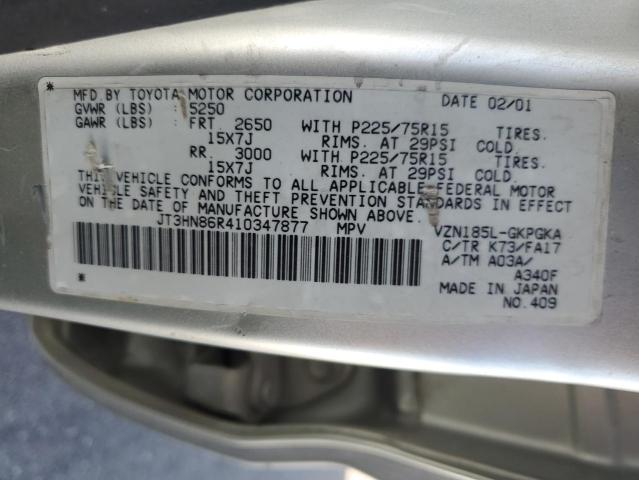 MFD BY TOYOTA MOTOR CORPORATION DATE 02/01
GVWR (LBS) : 5250
GAWR (LBS) : FRT. 2650 WITH P225/75R15 TIRES.
15X7J RIMS. AT 29PSI COLD.
RR. 3000 WITH P225/75R15 TIRES.
15X7J RIMS. AT 29PSI COLD.
THIS VEHICLE CONFORMS TO ALL APPLICABLE FEDERAL MOTOR
VEHICLE SAFETY AND THEFT PREVENTION STANDARDS IN EFFECT
ON THE DATE OF MANUFACTURE SHOWN ABOVE.
JT3HN86R410347877 MPV VZN185L-GKPGKA
C/TR K73/FA17
A/TM A03A/
A340F
MADE IN JAPAN
NO.409